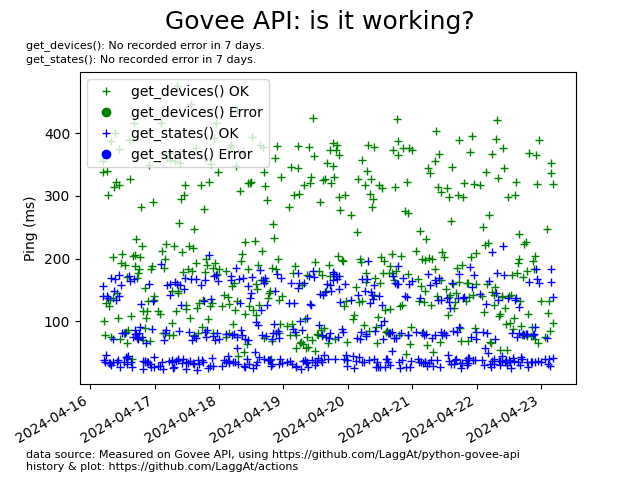 Govee API: is it working?
get_devices(): No recorded error in 7 days.
get_states(): No recorded error in 7 days.
get_devices() OK
get_devices() Error
get_states() OK
get_states() Error
400
300
200
100
Ping (ms)
2024-04-16
2024-04-17
2024-04-18
2024-04-19
2024-04-20
2024-04-21
2024-04-22
2024-04-23
data source: Measured on Govee API, using https://github.com/LaggAt/python-govee-api
history & plot: https://github.com/LaggAt/actions